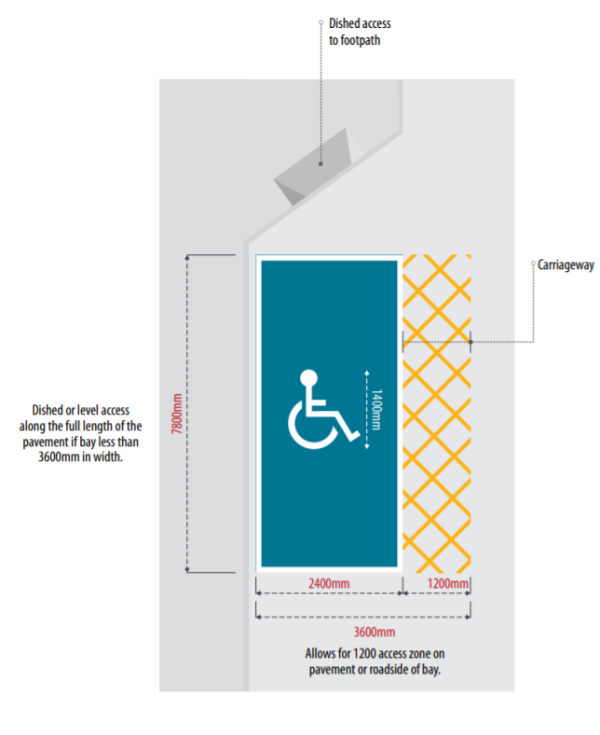 Dished access
to footpath
Carriageway
7800mm
1400mm
Dished or level access
along the full length of the
pavement if bay less than
3600mm in width.
2400mm
1200mm
3600mm
Allows for 1200 access zone on
pavement or roadside of bay.